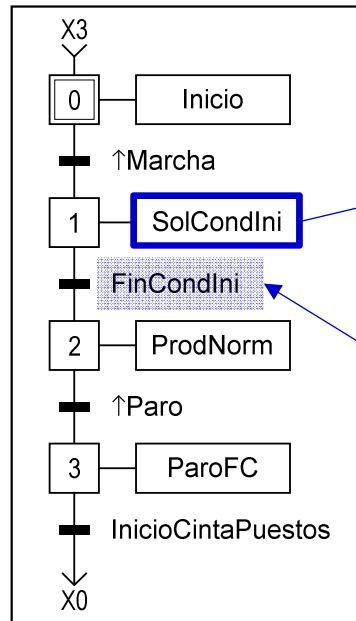 X3
0 Inicio
↑Marcha
1 SolCondIni
FinCondIni
2 ProdNorm
↑Paro
3 ParoFC
InicioCintaPuestos
X0